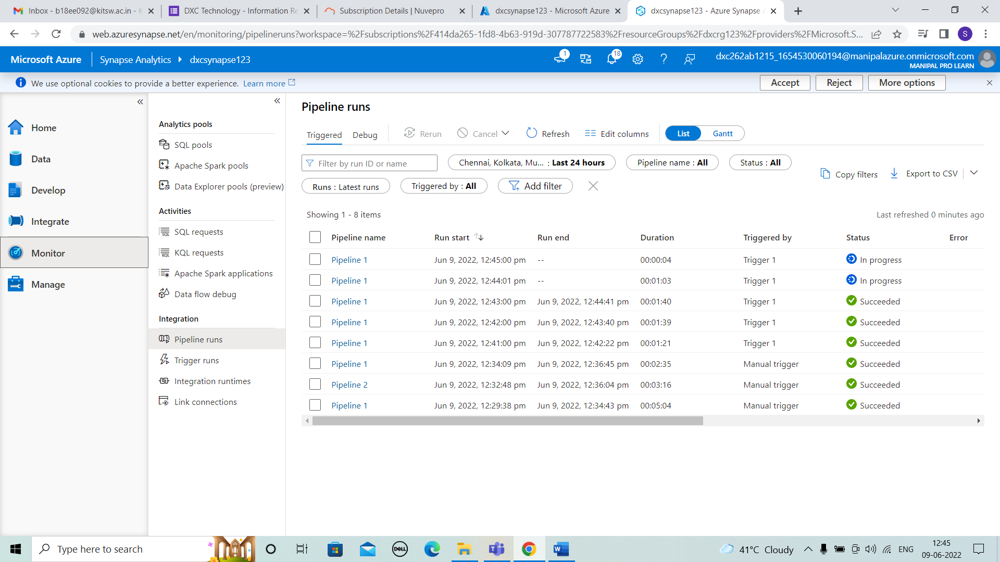 Inbox - b18ee092@kitsw.ac.in - K
DXC Technology - Information Re
Subscription Details | Nuvepro
dxcsynapse123 - Microsoft Azure
dxcsynapse123 - Azure Synapse A
web.azuresynapse.net/en/monitoring/pipelineruns?workspace=%2Fsubscriptions%2F414da265-1fd8-4b63-919d-307787722583%2FresourceGroups%2Fdxcrg123%2Fproviders%2FMicrosoft.S...
S
Microsoft Azure
Synapse Analytics
dxcsynapse123
1
18
dxc262ab1215_1654530060194@manipalazure.onmicrosoft.com
MANIPAL PRO LEARN
We use optional cookies to provide a better experience. Learn more
Accept
Reject
More options
Home
Data
Develop
Integrate
Monitor
Manage
Analytics pools
SQL pools
Apache Spark pools
Data Explorer pools (preview)
Activities
SQL requests
KQL requests
Apache Spark applications
Data flow debug
Integration
Pipeline runs
Trigger runs
Integration runtimes
Link connections
Pipeline runs
Triggered
Debug
Rerun
Cancel
Refresh
Edit columns
List
Gantt
Filter by run ID or name
Chennai, Kolkata, Mu... : Last 24 hours
Pipeline name : All
Status : All
Runs : Latest runs
Triggered by : All
Add filter
Copy filters
Export to CSV
Showing 1 - 8 items
Last refreshed 0 minutes ago
Pipeline name Run start Run end Duration Triggered by Status Error
Pipeline 1 Jun 9, 2022, 12:45:00 pm -- 00:00:04 Trigger 1 In progress
Pipeline 1 Jun 9, 2022, 12:44:01 pm -- 00:01:03 Trigger 1 In progress
Pipeline 1 Jun 9, 2022, 12:43:00 pm Jun 9, 2022, 12:44:41 pm 00:01:40 Trigger 1 Succeeded
Pipeline 1 Jun 9, 2022, 12:42:00 pm Jun 9, 2022, 12:43:40 pm 00:01:39 Trigger 1 Succeeded
Pipeline 1 Jun 9, 2022, 12:41:00 pm Jun 9, 2022, 12:42:22 pm 00:01:21 Trigger 1 Succeeded
Pipeline 1 Jun 9, 2022, 12:34:09 pm Jun 9, 2022, 12:36:45 pm 00:02:35 Manual trigger Succeeded
Pipeline 2 Jun 9, 2022, 12:32:48 pm Jun 9, 2022, 12:36:04 pm 00:03:16 Manual trigger Succeeded
Pipeline 1 Jun 9, 2022, 12:29:38 pm Jun 9, 2022, 12:34:43 pm 00:05:04 Manual trigger Succeeded
Type here to search
DELL
41°C Cloudy
ENG
12:45
09-06-2022